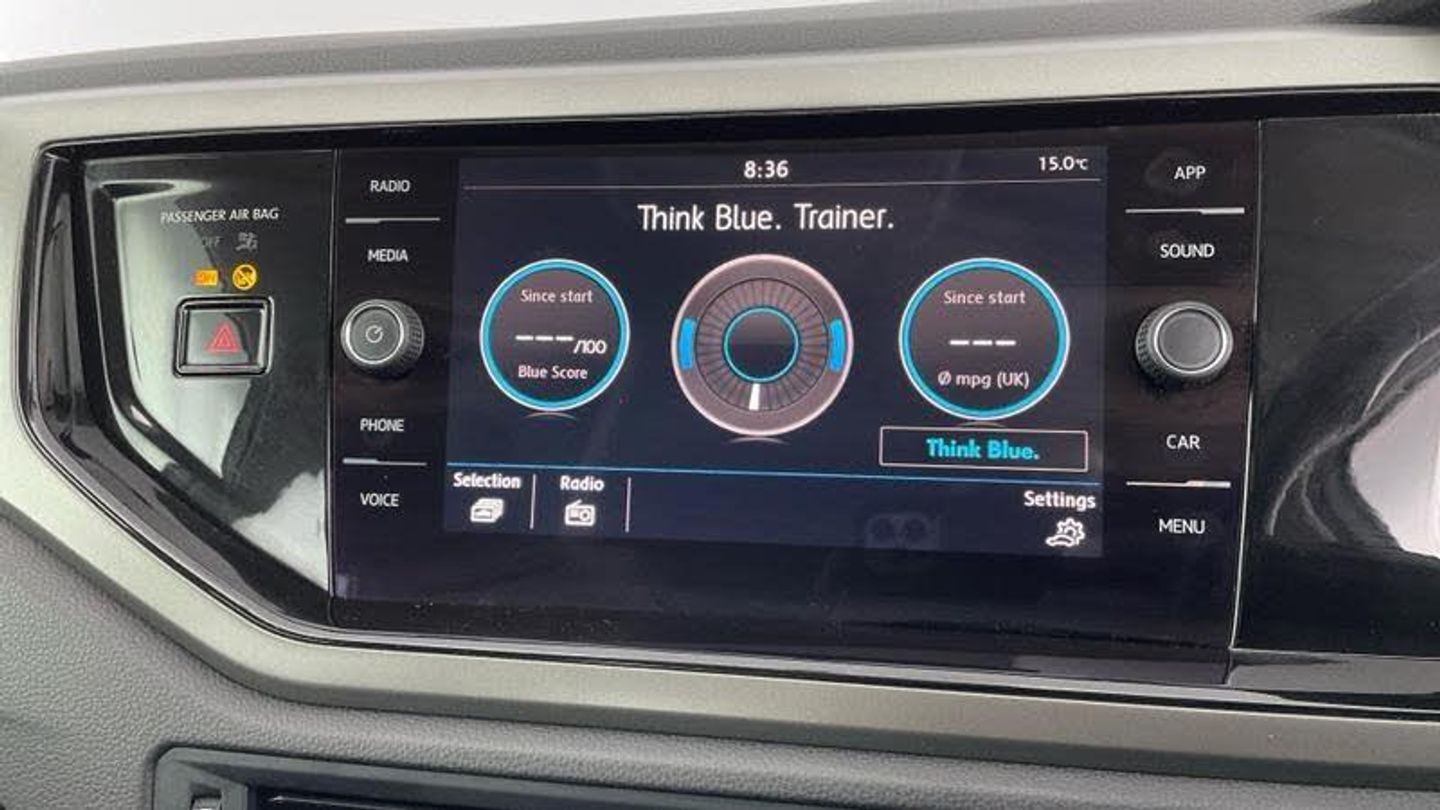 PASSENGER AIR BAG
OFF
ON
RADIO
MEDIA
PHONE
VOICE
8:36
15.0°C
Think Blue. Trainer.
Since start
---/100
Blue Score
Since start
---
Ø mpg (UK)
Think Blue.
Selection
Radio
Settings
APP
SOUND
CAR
MENU